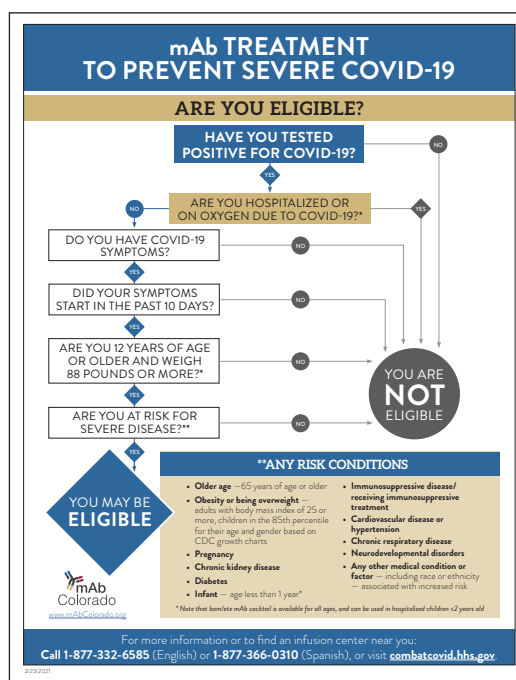 mAb TREATMENT
TO PREVENT SEVERE COVID-19
ARE YOU ELIGIBLE?
HAVE YOU TESTED
POSITIVE FOR COVID-19?
NO
YES
ARE YOU HOSPITALIZED OR
ON OXYGEN DUE TO COVID-19?*
NO
YES
DO YOU HAVE COVID-19
SYMPTOMS?
NO
YES
DID YOUR SYMPTOMS
START IN THE PAST 10 DAYS?
NO
YES
ARE YOU 12 YEARS OF AGE
OR OLDER AND WEIGH
88 POUNDS OR MORE?*
NO
YES
ARE YOU AT RISK FOR
SEVERE DISEASE?**
NO
YES
YOU ARE
NOT
ELIGIBLE
YOU MAY BE
ELIGIBLE
**ANY RISK CONDITIONS
• Older age — 65 years of age or older
• Obesity or being overweight —
adults with body mass index of 25 or
more, children in the 85th percentile
for their age and gender based on
CDC growth charts
• Pregnancy
• Chronic kidney disease
• Diabetes
• Infant — age less than 1 year*
• Immunosuppressive disease/
receiving immunosuppressive
treatment
• Cardiovascular disease or
hypertension
• Chronic respiratory disease
• Neurodevelopmental disorders
• Any other medical condition or
factor — including race or ethnicity
— associated with increased risk
* Note that bam/ete mAb cocktail is available for all ages, and can be used in hospitalized children <2 years old
mAb
Colorado
www.mAbColorado.org
For more information or to find an infusion center near you:
Call 1-877-332-6585 (English) or 1-877-366-0310 (Spanish), or visit combatcovid.hhs.gov.
2/23/2021